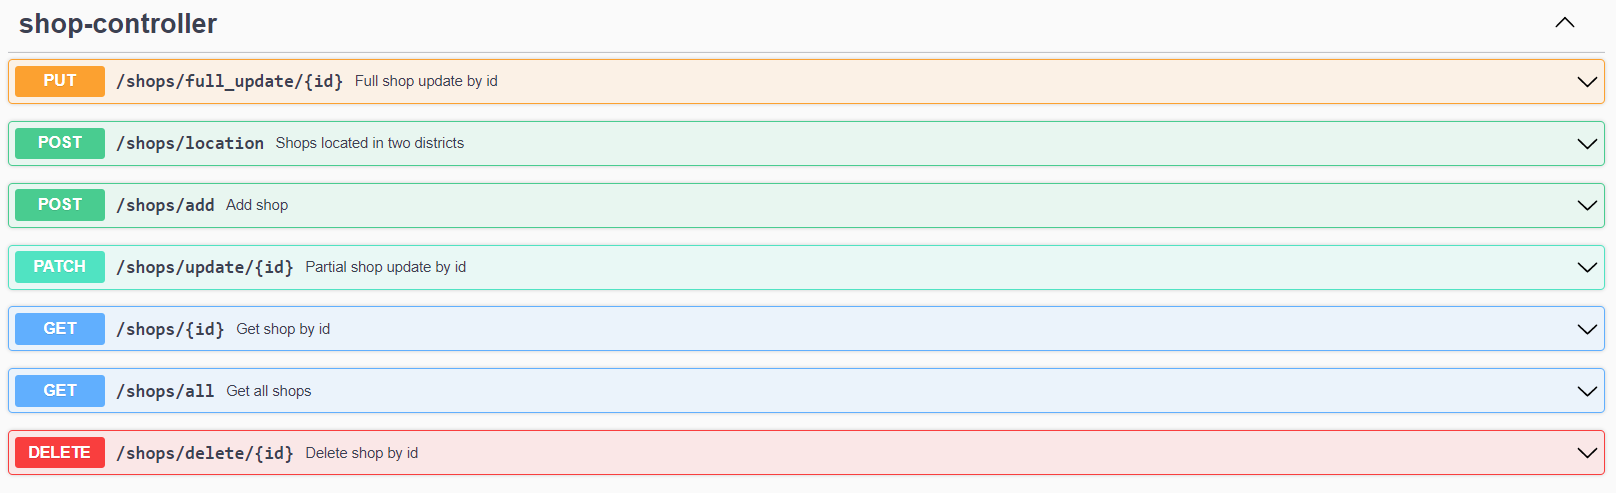 shop-controller
PUT /shops/full_update/{id} Full shop update by id
POST /shops/location Shops located in two districts
POST /shops/add Add shop
PATCH /shops/update/{id} Partial shop update by id
GET /shops/{id} Get shop by id
GET /shops/all Get all shops
DELETE /shops/delete/{id} Delete shop by id